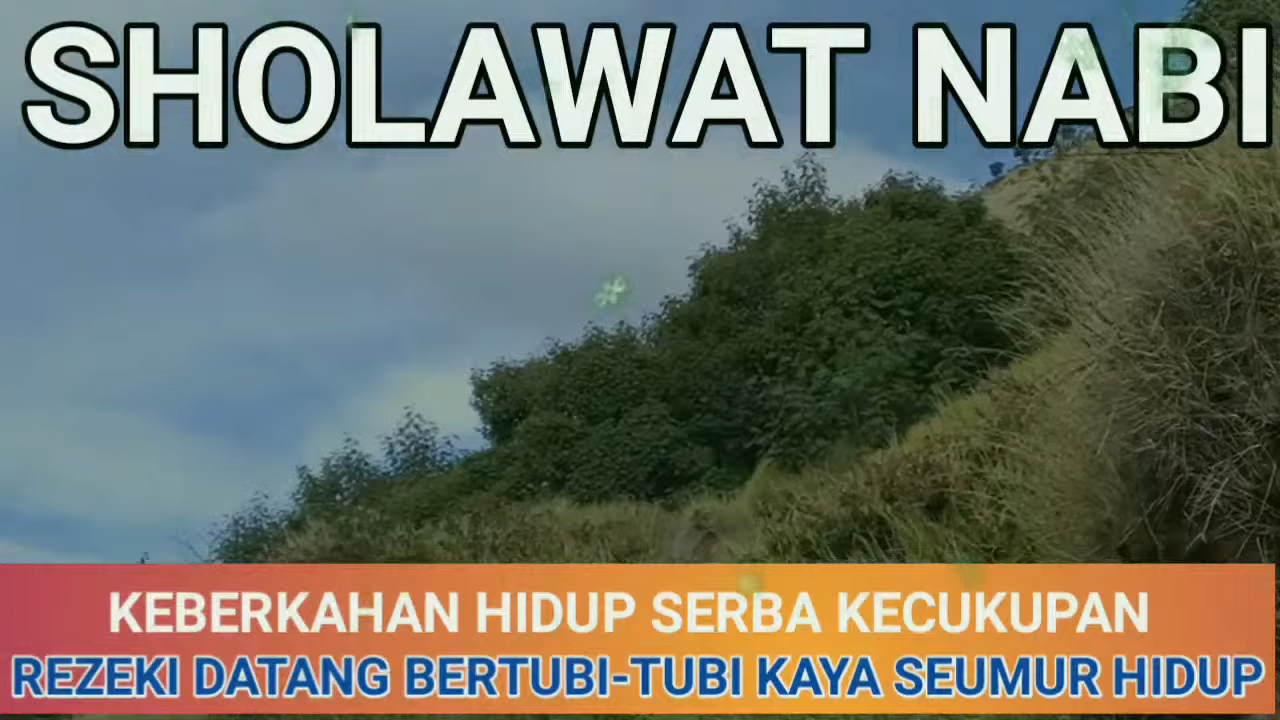 SHOLAWAT NABI
KEBERKAHAN HIDUP SERBA KECUKUPAN
REZEKI DATANG BERTUBI-TUBI KAYA SEUMUR HIDUP